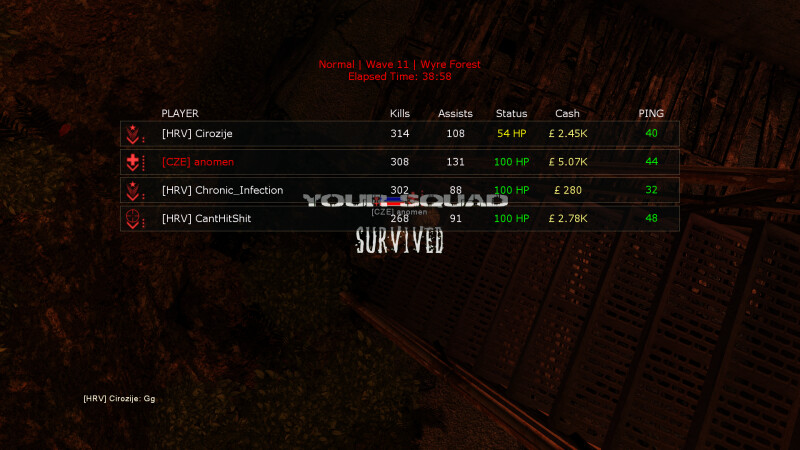 Normal | Wave 11 | Wyre Forest
Elapsed Time: 38:58
PLAYER Kills Assists Status Cash PING
[HRV] Cirozije 314 108 54 HP £ 2.45K 40
[CZE] anomen 308 131 100 HP £ 5.07K 44
[HRV] Chronic_Infection 302 88 100 HP £ 280 32
YOUR SQUAD
[CZE] anomen
[HRV] CantHitShit 268 91 100 HP £ 2.78K 48
SURVIVED
[HRV] Cirozije: Gg